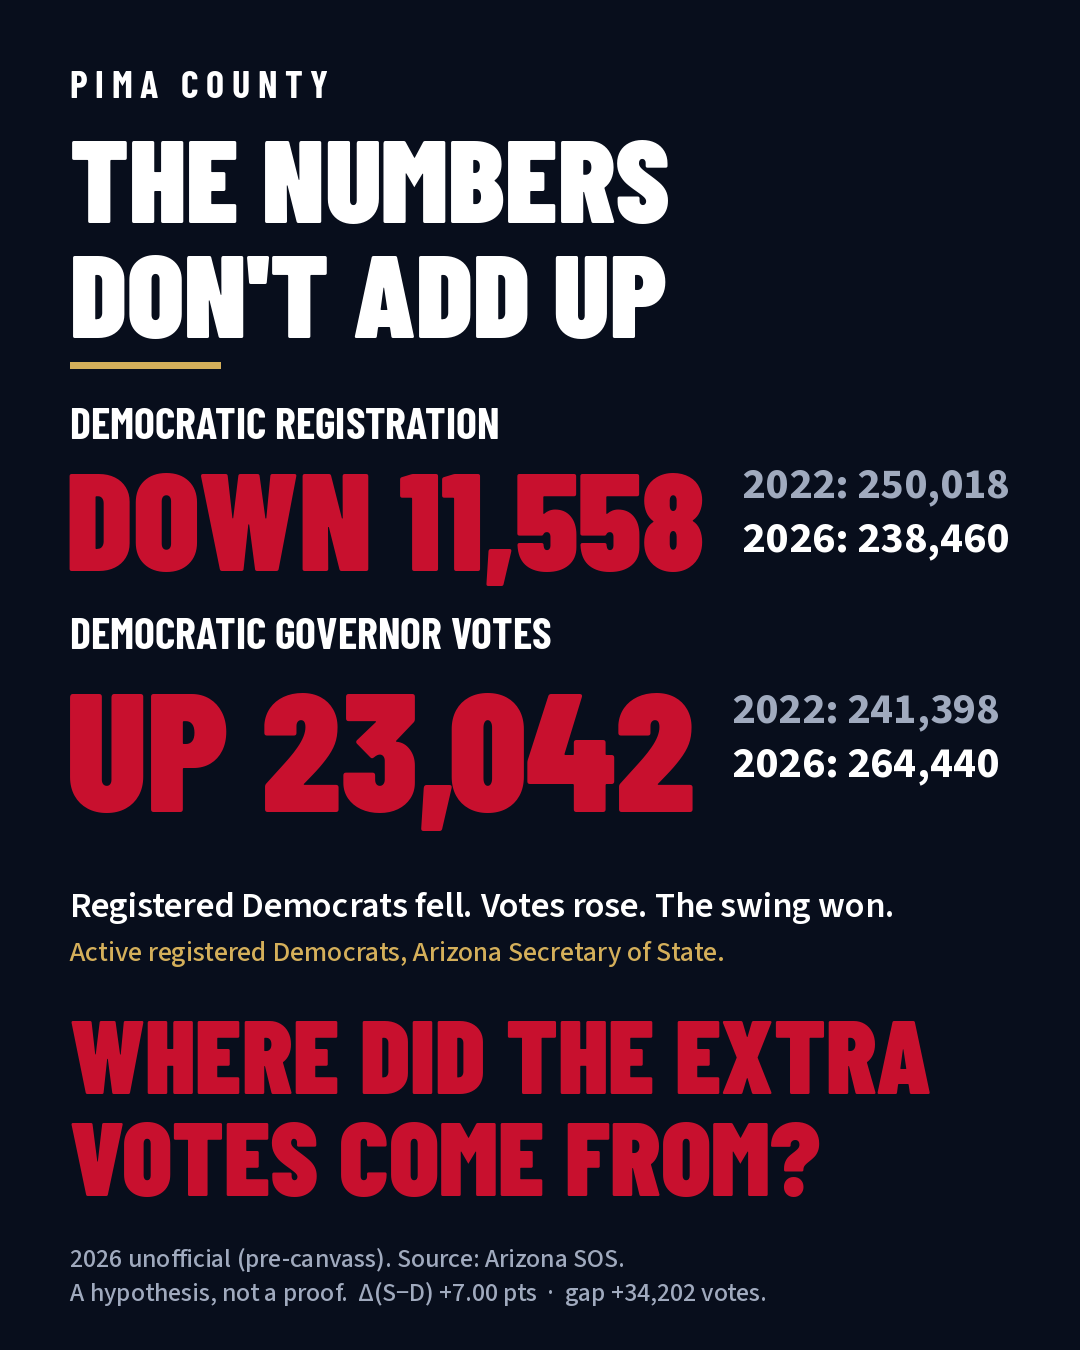 PIMA COUNTY
THE NUMBERS
DON'T ADD UP
DEMOCRATIC REGISTRATION
DOWN 11,558
2022: 250,018
2026: 238,460
DEMOCRATIC GOVERNOR VOTES
UP 23,042
2022: 241,398
2026: 264,440
Registered Democrats fell. Votes rose. The swing won.
Active registered Democrats, Arizona Secretary of State.
WHERE DID THE EXTRA
VOTES COME FROM?
2026 unofficial (pre-canvass). Source: Arizona SOS.
A hypothesis, not a proof. Δ(S−D) +7.00 pts · gap +34,202 votes.